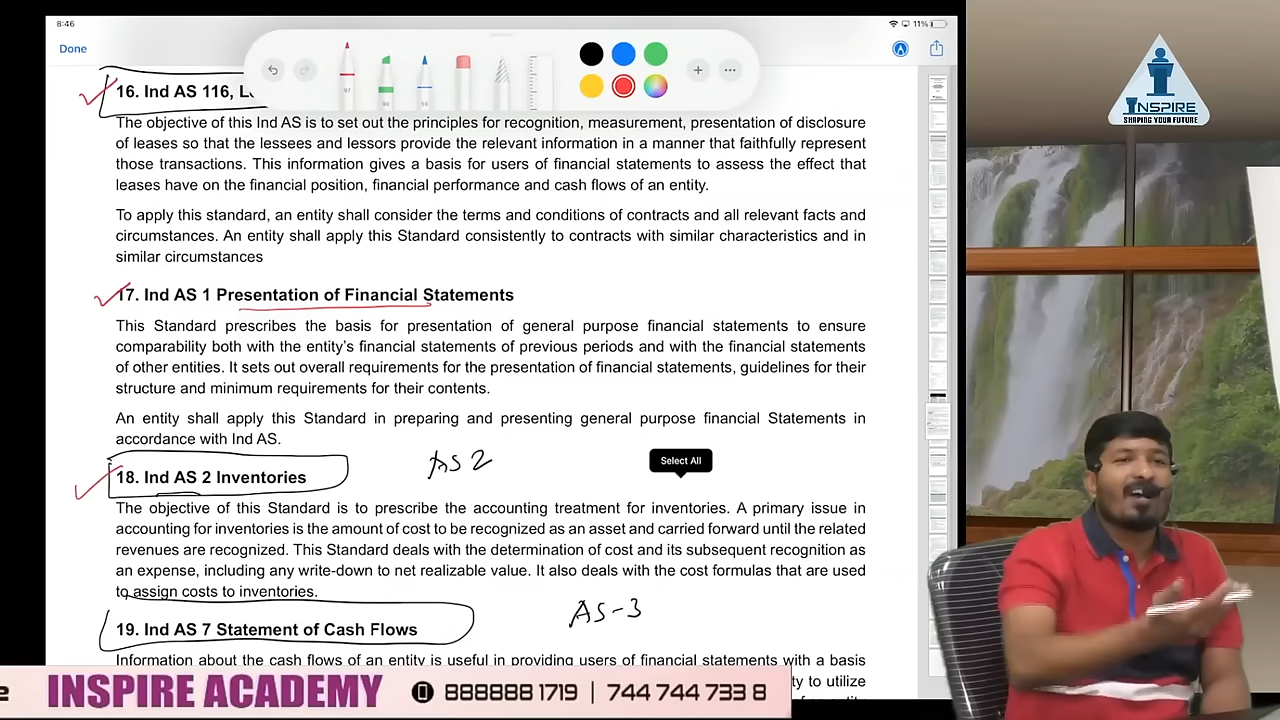 8:46
11%
Done
97
INSPIRE
SHAPING YOUR FUTURE
16. Ind AS 116, L
The objective of the Ind AS is to set out the principles for recognition, measurement, presentation of disclosure
of leases so that the lessees and lessors provide the relevant information in a manner that faithfully represent
those transactions. This information gives a basis for users of financial statements to assess the effect that
leases have on the financial position, financial performance and cash flows of an entity.
To apply this standard, an entity shall consider the terms and conditions of contracts and all relevant facts and
circumstances. An entity shall apply this Standard consistently to contracts with similar characteristics and in
similar circumstances
17. Ind AS 1 Presentation of Financial Statements
This Standard prescribes the basis for presentation of general purpose financial statements to ensure
comparability both with the entity's financial statements of previous periods and with the financial statements
of other entities. It sets out overall requirements for the presentation of financial statements, guidelines for their
structure and minimum requirements for their contents.
An entity shall apply this Standard in preparing and presenting general purpose financial Statements in
accordance with Ind AS.
AS 2
Select All
18. Ind AS 2 Inventories
The objective of this Standard is to prescribe the accounting treatment for inventories. A primary issue in
accounting for inventories is the amount of cost to be recognized as an asset and carried forward until the related
revenues are recognized. This Standard deals with the determination of cost and its subsequent recognition as
an expense, including any write-down to net realizable value. It also deals with the cost formulas that are used
to assign costs to inventories.
AS-3
19. Ind AS 7 Statement of Cash Flows
Information about the cash flows of an entity is useful in providing users of financial statements with a basis
ty to utilize
e INSPIRE ACADEMY 888888 1719 | 744 744 733 8